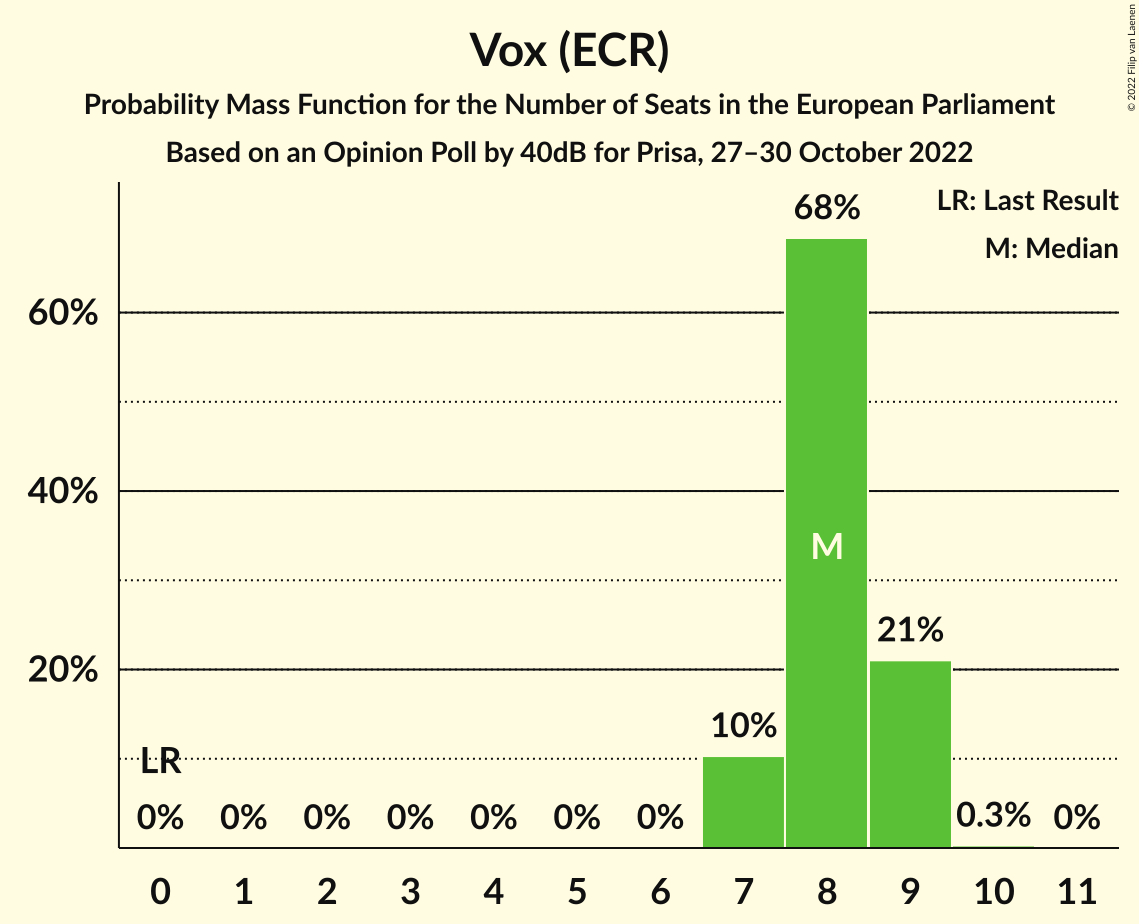 Vox (ECR)
Probability Mass Function for the Number of Seats in the European Parliament
Based on an Opinion Poll by 40dB for Prisa, 27–30 October 2022
© 2022 Filip van Laenen
LR: Last Result
M: Median
68%
60%
40%
M
21%
20%
10%
LR
0% 0% 0% 0% 0% 0% 0% 0.3% 0%
0 1 2 3 4 5 6 7 8 9 10 11